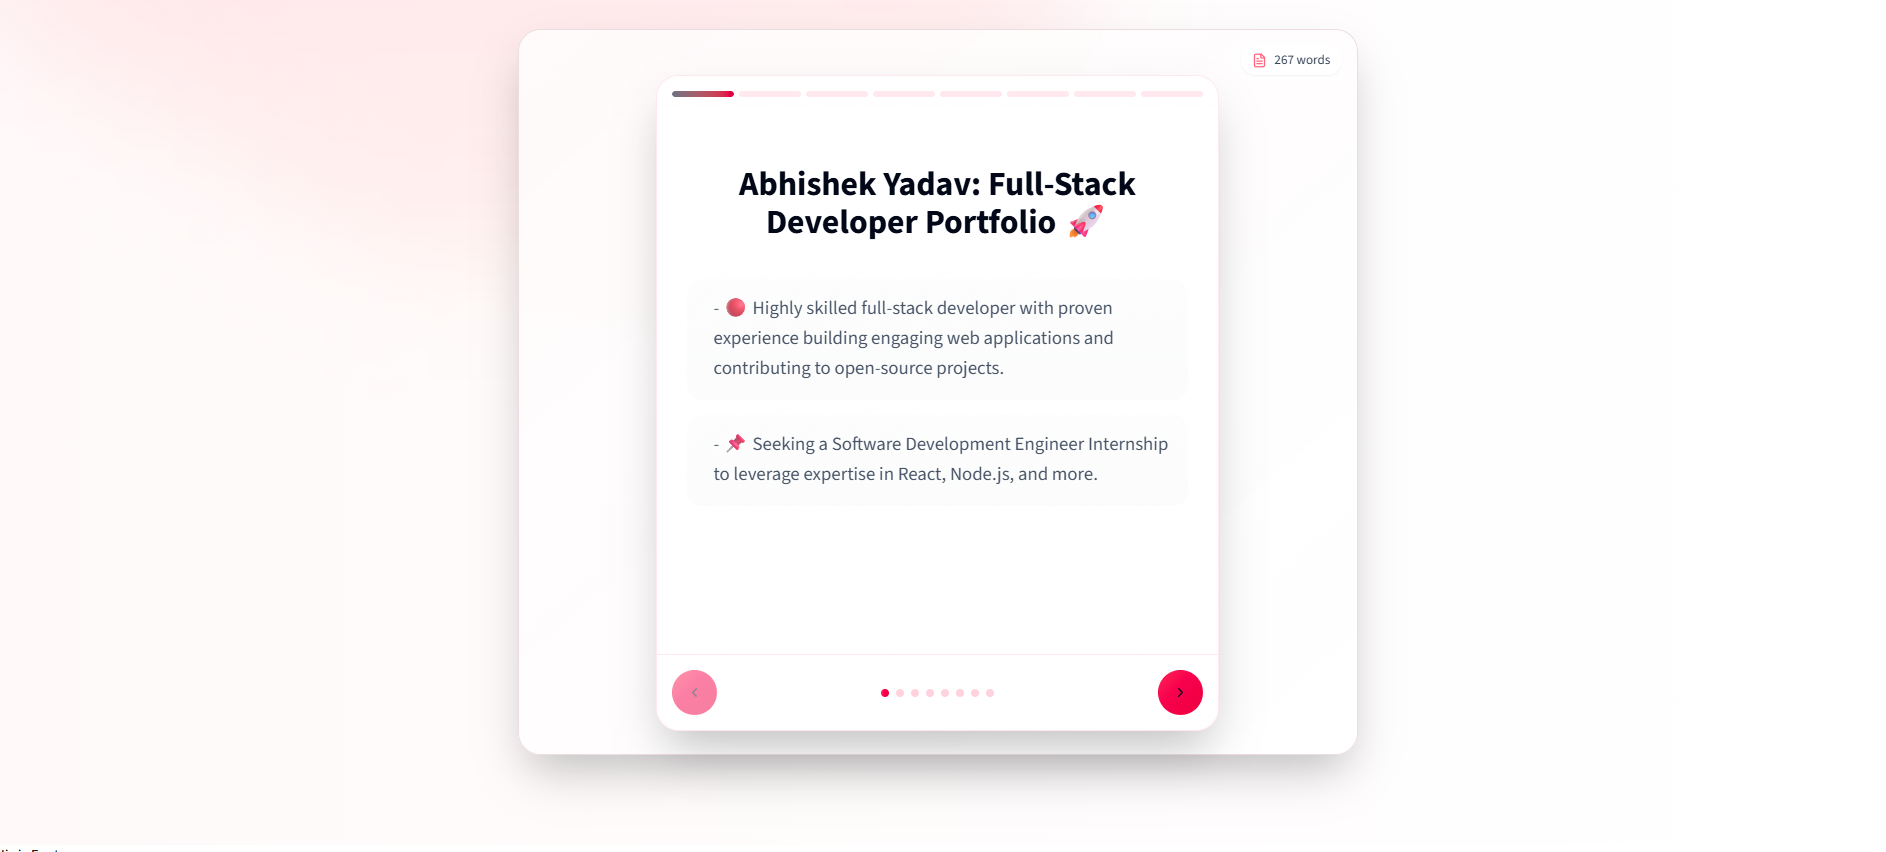 267 words
Abhishek Yadav: Full-Stack
Developer Portfolio 🚀
- 🔴 Highly skilled full-stack developer with proven
experience building engaging web applications and
contributing to open-source projects.
- 📌 Seeking a Software Development Engineer Internship
to leverage expertise in React, Node.js, and more.